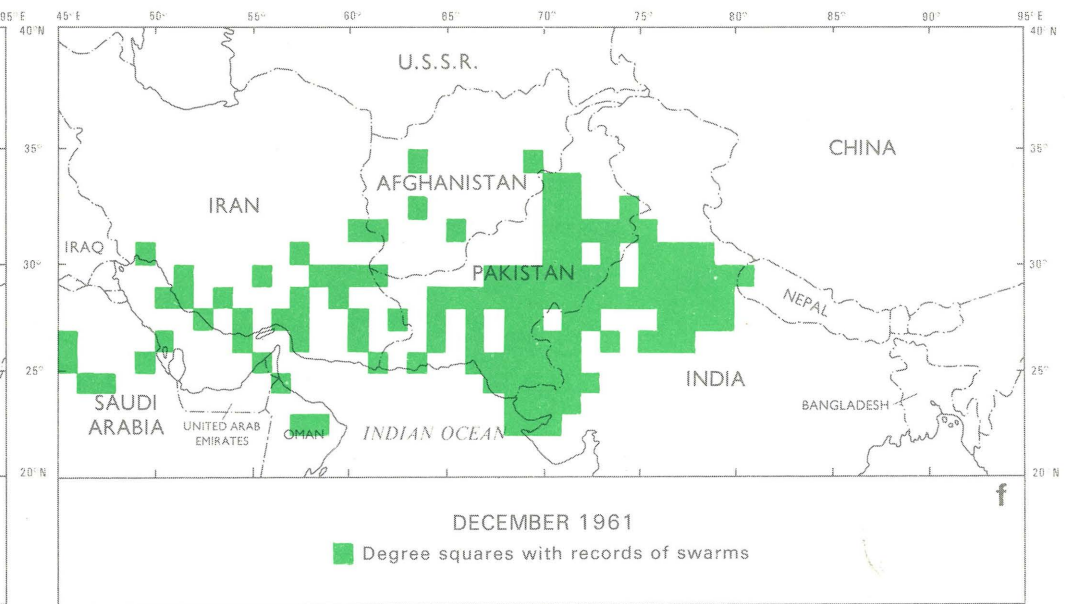 95°E 45°E 50° 55° 60° 65° 70° 75° 80° 85° 90° 95°E
40°N 40°N
U.S.S.R.
35° 35°
CHINA
AFGHANISTAN
IRAN
IRAQ
30° 30°
PAKISTAN
NEPAL
25° 25°
INDIA
SAUDI
ARABIA
BANGLADESH
UNITED ARAB
EMIRATES
OMAN
INDIAN OCEAN
20°N 20°N
f
DECEMBER 1961
Degree squares with records of swarms